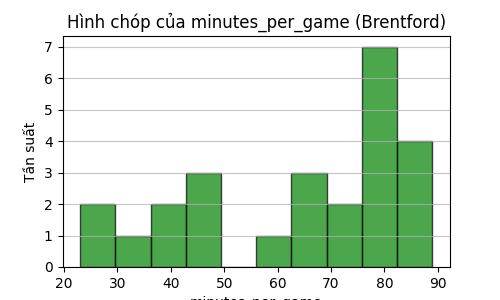 Hình chóp của minutes_per_game (Brentford)
Tần suất
7
6
5
4
3
2
1
0
20 30 40 50 60 70 80 90
minutes_per_game